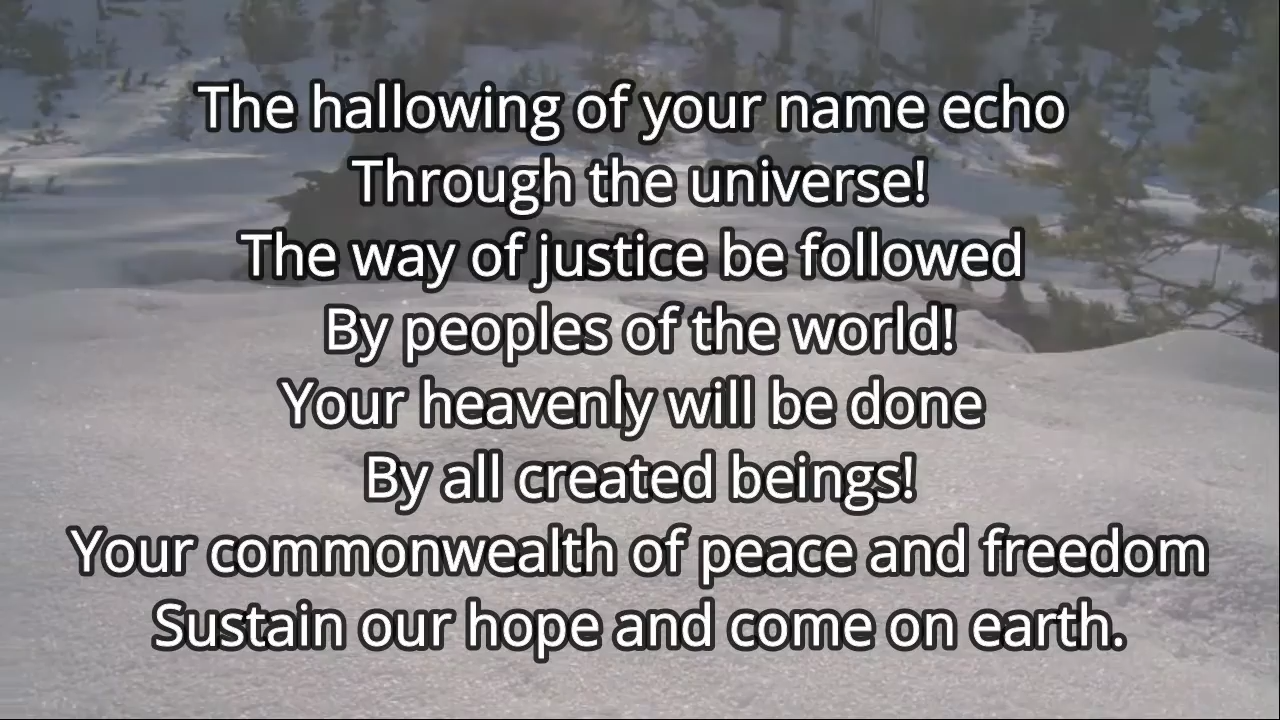 The hallowing of your name echo
Through the universe!
The way of justice be followed
By peoples of the world!
Your heavenly will be done
By all created beings!
Your commonwealth of peace and freedom
Sustain our hope and come on earth.